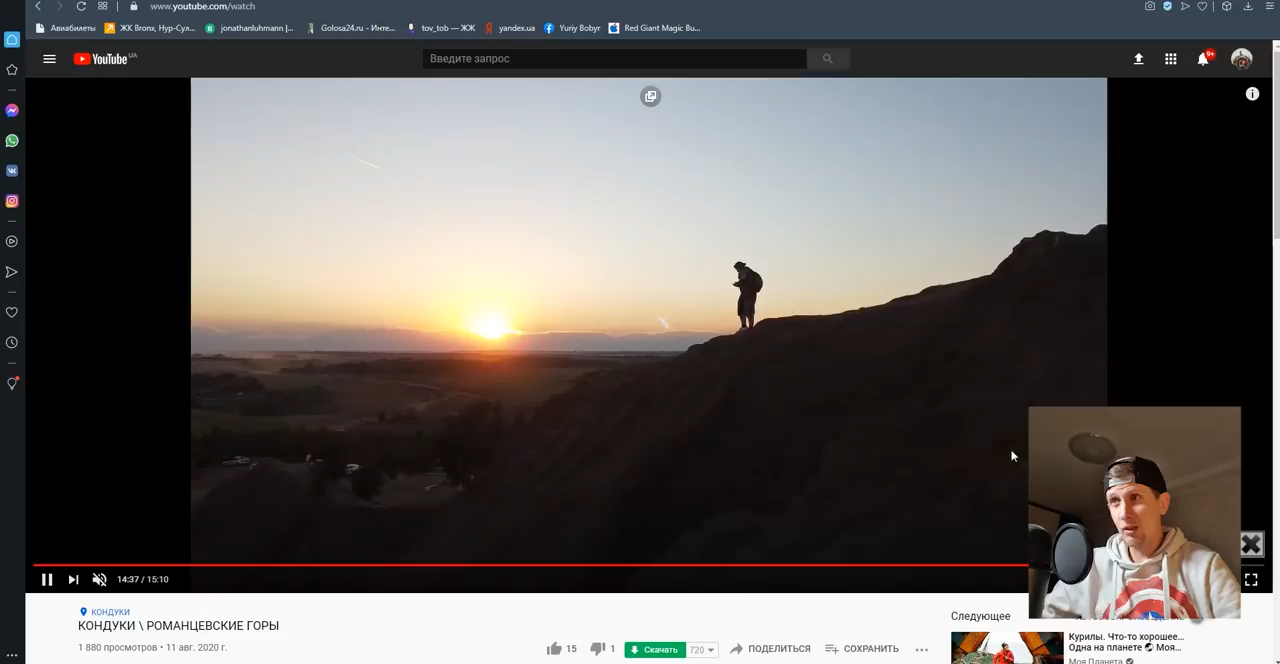 www.youtube.com/watch
Авиабилеты
ЖК Bronx, Нур-Сул...
jonathanluhmann |...
Golosa24.ru - Инте...
tov_tob — ЖЖ
yandex.ua
Yuriy Bobyr
Red Giant Magic Bu...
YouTube UA
Введите запрос
9+
14:37 / 15:10
КОНДУКИ
КОНДУКИ \ РОМАНЦЕВСКИЕ ГОРЫ
1 880 просмотров • 11 авг. 2020 г.
15
1
Скачать
720
ПОДЕЛИТЬСЯ
СОХРАНИТЬ
Следующее
Курилы. Что-то хорошее...
Одна на планете Моя...
Моя Планета